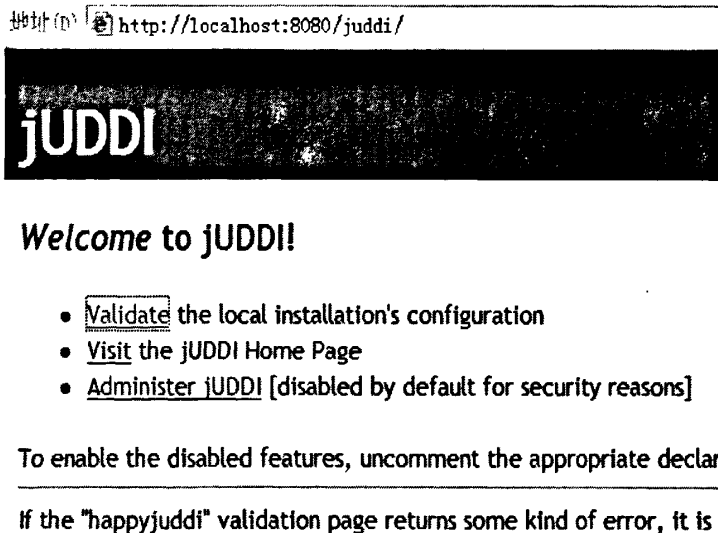 http://localhost:8080/juddi/
jUDDI
Welcome to jUDDI!
• Validate the local installation's configuration
• Visit the jUDDI Home Page
• Administer jUDDI [disabled by default for security reasons]
To enable the disabled features, uncomment the appropriate declar
If the "happyjuddi" validation page returns some kind of error, it is